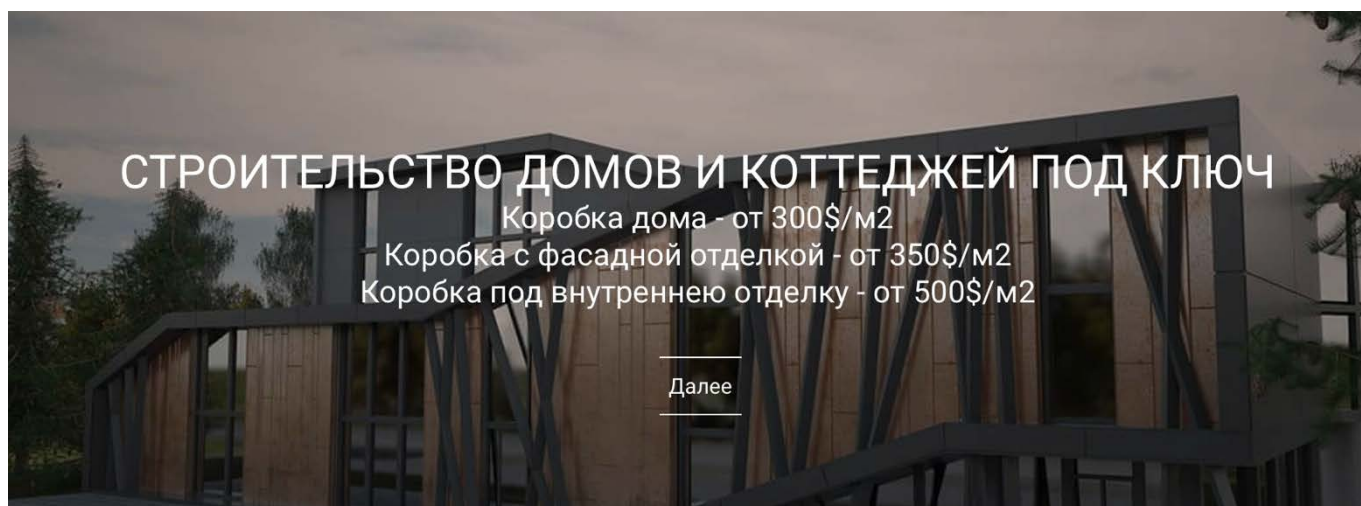 СТРОИТЕЛЬСТВО ДОМОВ И КОТТЕДЖЕЙ ПОД КЛЮЧ
Коробка дома - от 300$/м2
Коробка с фасадной отделкой - от 350$/м2
Коробка под внутреннею отделку - от 500$/м2
Далее